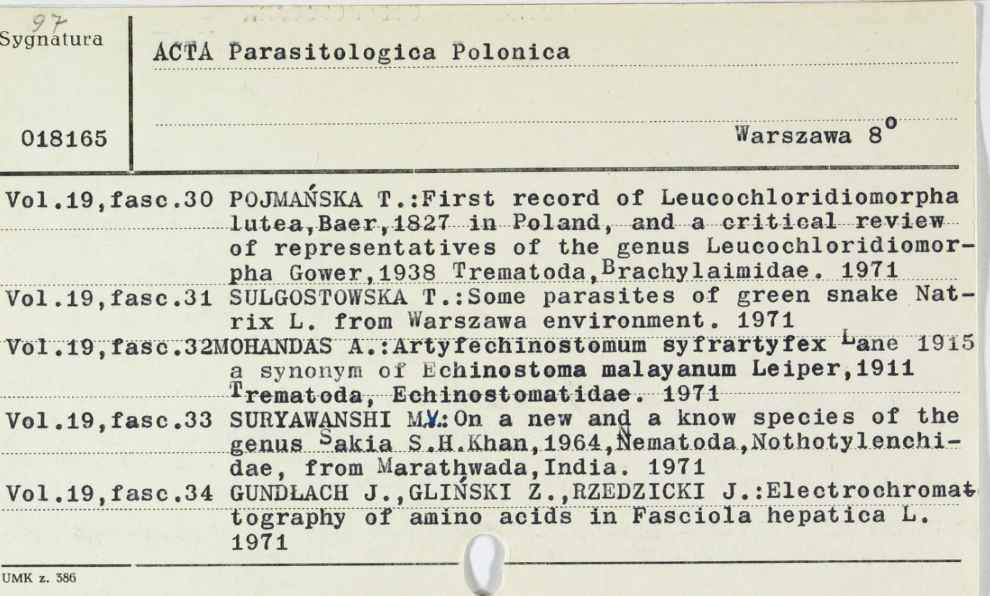 97
Sygnatura
ACTA Parasitologica Polonica
018165
Warszawa 8°
Vol.19,fasc.30 POJMAŃSKA T.:First record of Leucochloridiomorpha
lutea,Baer,1827 in Poland, and a critical review
of representatives of the genus Leucochloridiomor-
pha Gower,1938 Trematoda,Brachylaimidae. 1971
Vol.19,fasc.31 SULGOSTOWSKA T.:Some parasites of green snake Nat-
rix L. from Warszawa environment. 1971
Vol.19,fasc.32MOHANDAS A.:Artyfechinostomum syfrartyfex Lane 1915
a synonym of Echinostoma malayanum Leiper,1911
Trematoda, Echinostomatidae. 1971
Vol.19,fasc.33 SURYAWANSHI M.V.:On a new and a know species of the
genus Sakia S.H.Khan,1964,Nematoda,Nothotylenchi-
dae, from Marathwada,India. 1971
Vol.19,fasc.34 GUNDŁACH J.,GLIŃSKI Z.,RZEDZICKI J.:Electrochromat
tography of amino acids in Fasciola hepatica L.
1971
UMK z. 386